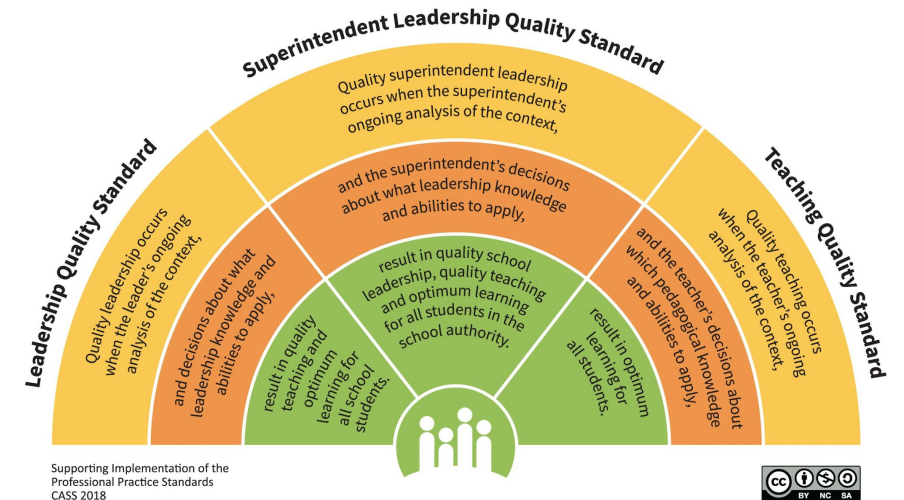 Superintendent Leadership Quality Standard
Quality superintendent leadership
occurs when the superintendent's
ongoing analysis of the context,
and the superintendent's decisions
about what leadership knowledge
and abilities to apply,
result in quality school
leadership, quality teaching
and optimum learning
for all students in the
school authority.
Leadership Quality Standard
Quality leadership occurs
when the leader's ongoing
analysis of the context,
and decisions about what
leadership knowledge and
abilities to apply,
result in quality
teaching and
optimum
learning for
all school
students.
Teaching Quality Standard
Quality teaching occurs
when the teacher's ongoing
analysis of the context,
and the teacher's decisions about
which pedagogical knowledge
and abilities to apply,
result in optimum
learning for
all students.
Supporting Implementation of the
Professional Practice Standards
CASS 2018
cc
BY NC SA